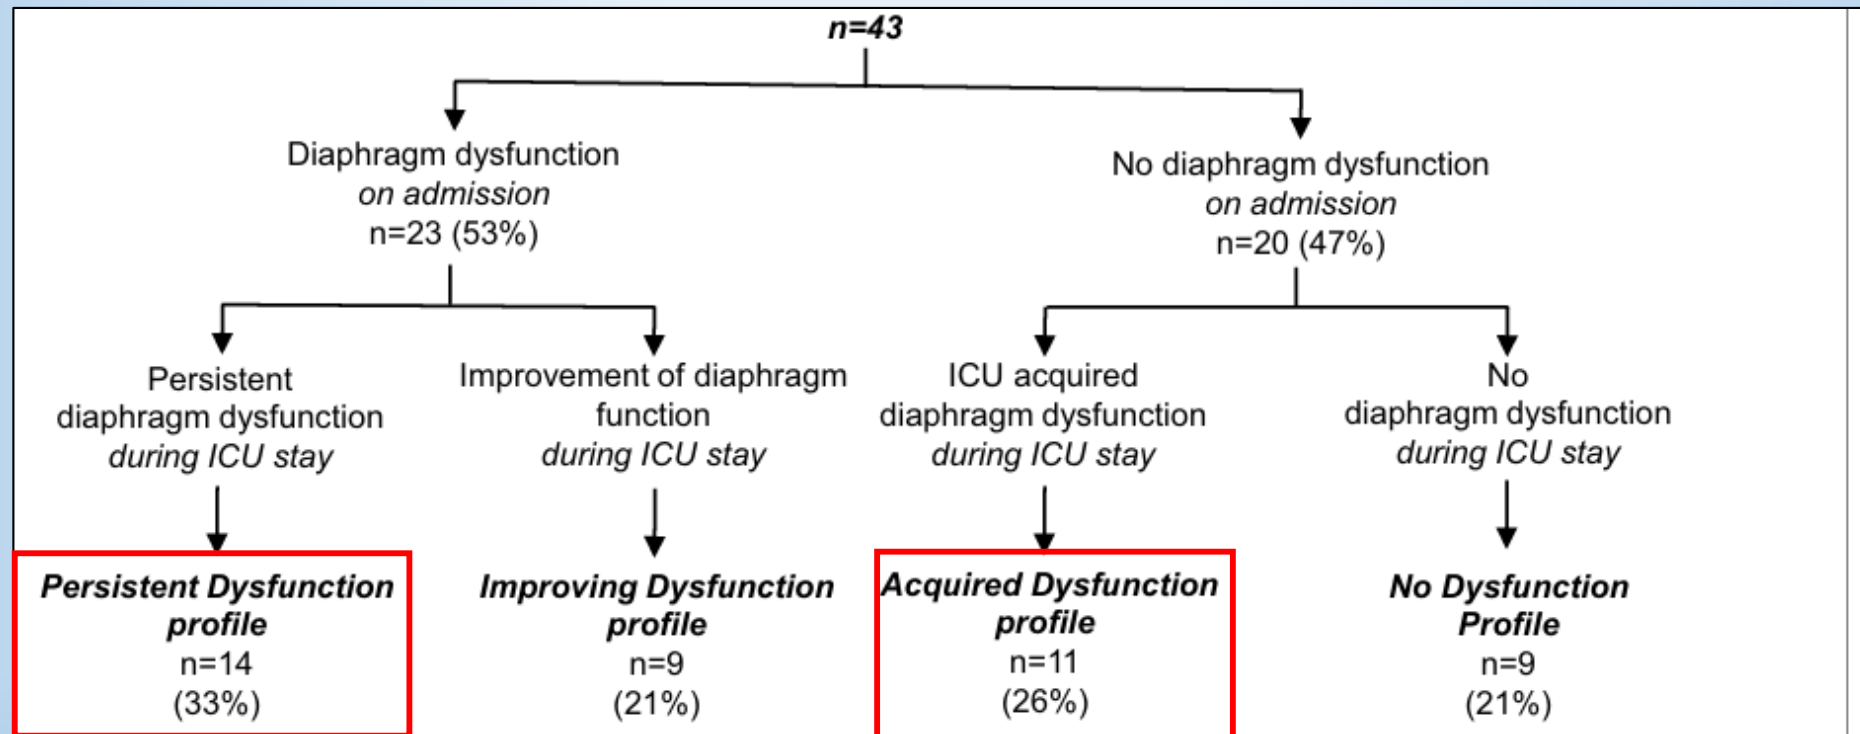 n=43
Diaphragm dysfunction
on admission
n=23 (53%)
No diaphragm dysfunction
on admission
n=20 (47%)
Persistent
diaphragm dysfunction
during ICU stay
Improvement of diaphragm
function
during ICU stay
ICU acquired
diaphragm dysfunction
during ICU stay
No
diaphragm dysfunction
during ICU stay
Persistent Dysfunction
profile
n=14
(33%)
Improving Dysfunction
profile
n=9
(21%)
Acquired Dysfunction
profile
n=11
(26%)
No Dysfunction
Profile
n=9
(21%)